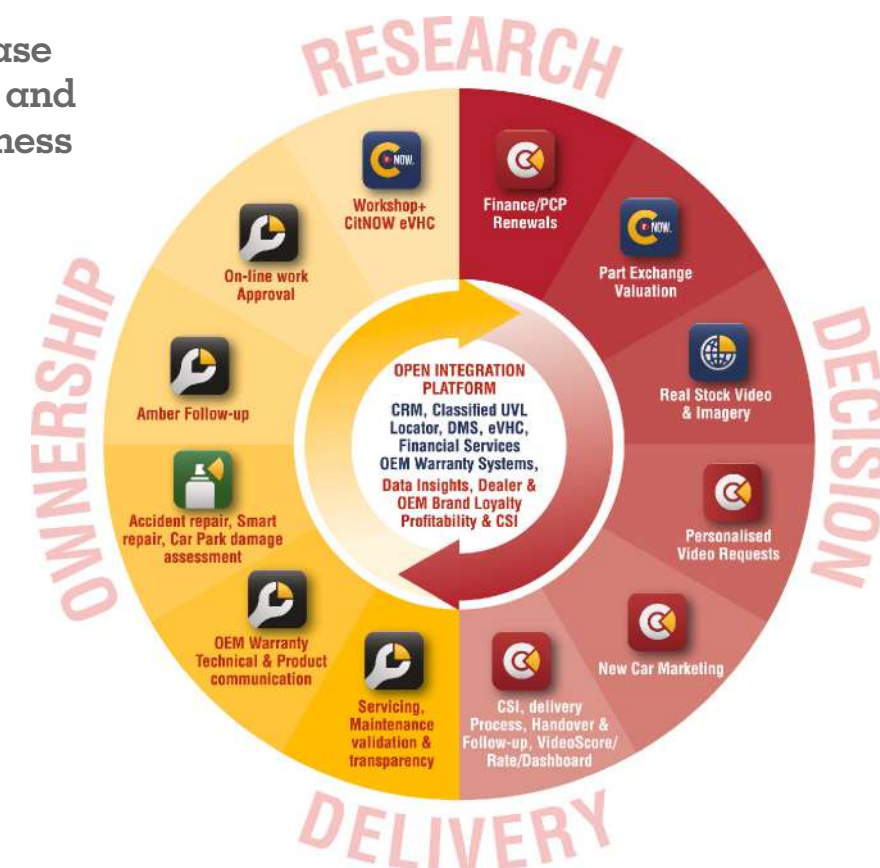 ase
and
ness
RESEARCH
DECISION
DELIVERY
OWNERSHIP
C NOW.
Workshop+
CitNOW eVHC
Finance/PCP
Renewals
C NOW.
Part Exchange
Valuation
Real Stock Video
& Imagery
Personalised
Video Requests
New Car Marketing
CSI, delivery
Process, Handover &
Follow-up, VideoScore/
Rate/Dashboard
Servicing,
Maintenance
validation &
transparency
OEM Warranty
Technical & Product
communication
Accident repair, Smart
repair, Car Park damage
assessment
Amber Follow-up
On-line work
Approval
OPEN INTEGRATION
PLATFORM
CRM, Classified UVL
Locator, DMS, eVHC,
Financial Services
OEM Warranty Systems,
Data Insights, Dealer &
OEM Brand Loyalty
Profitability & CSI